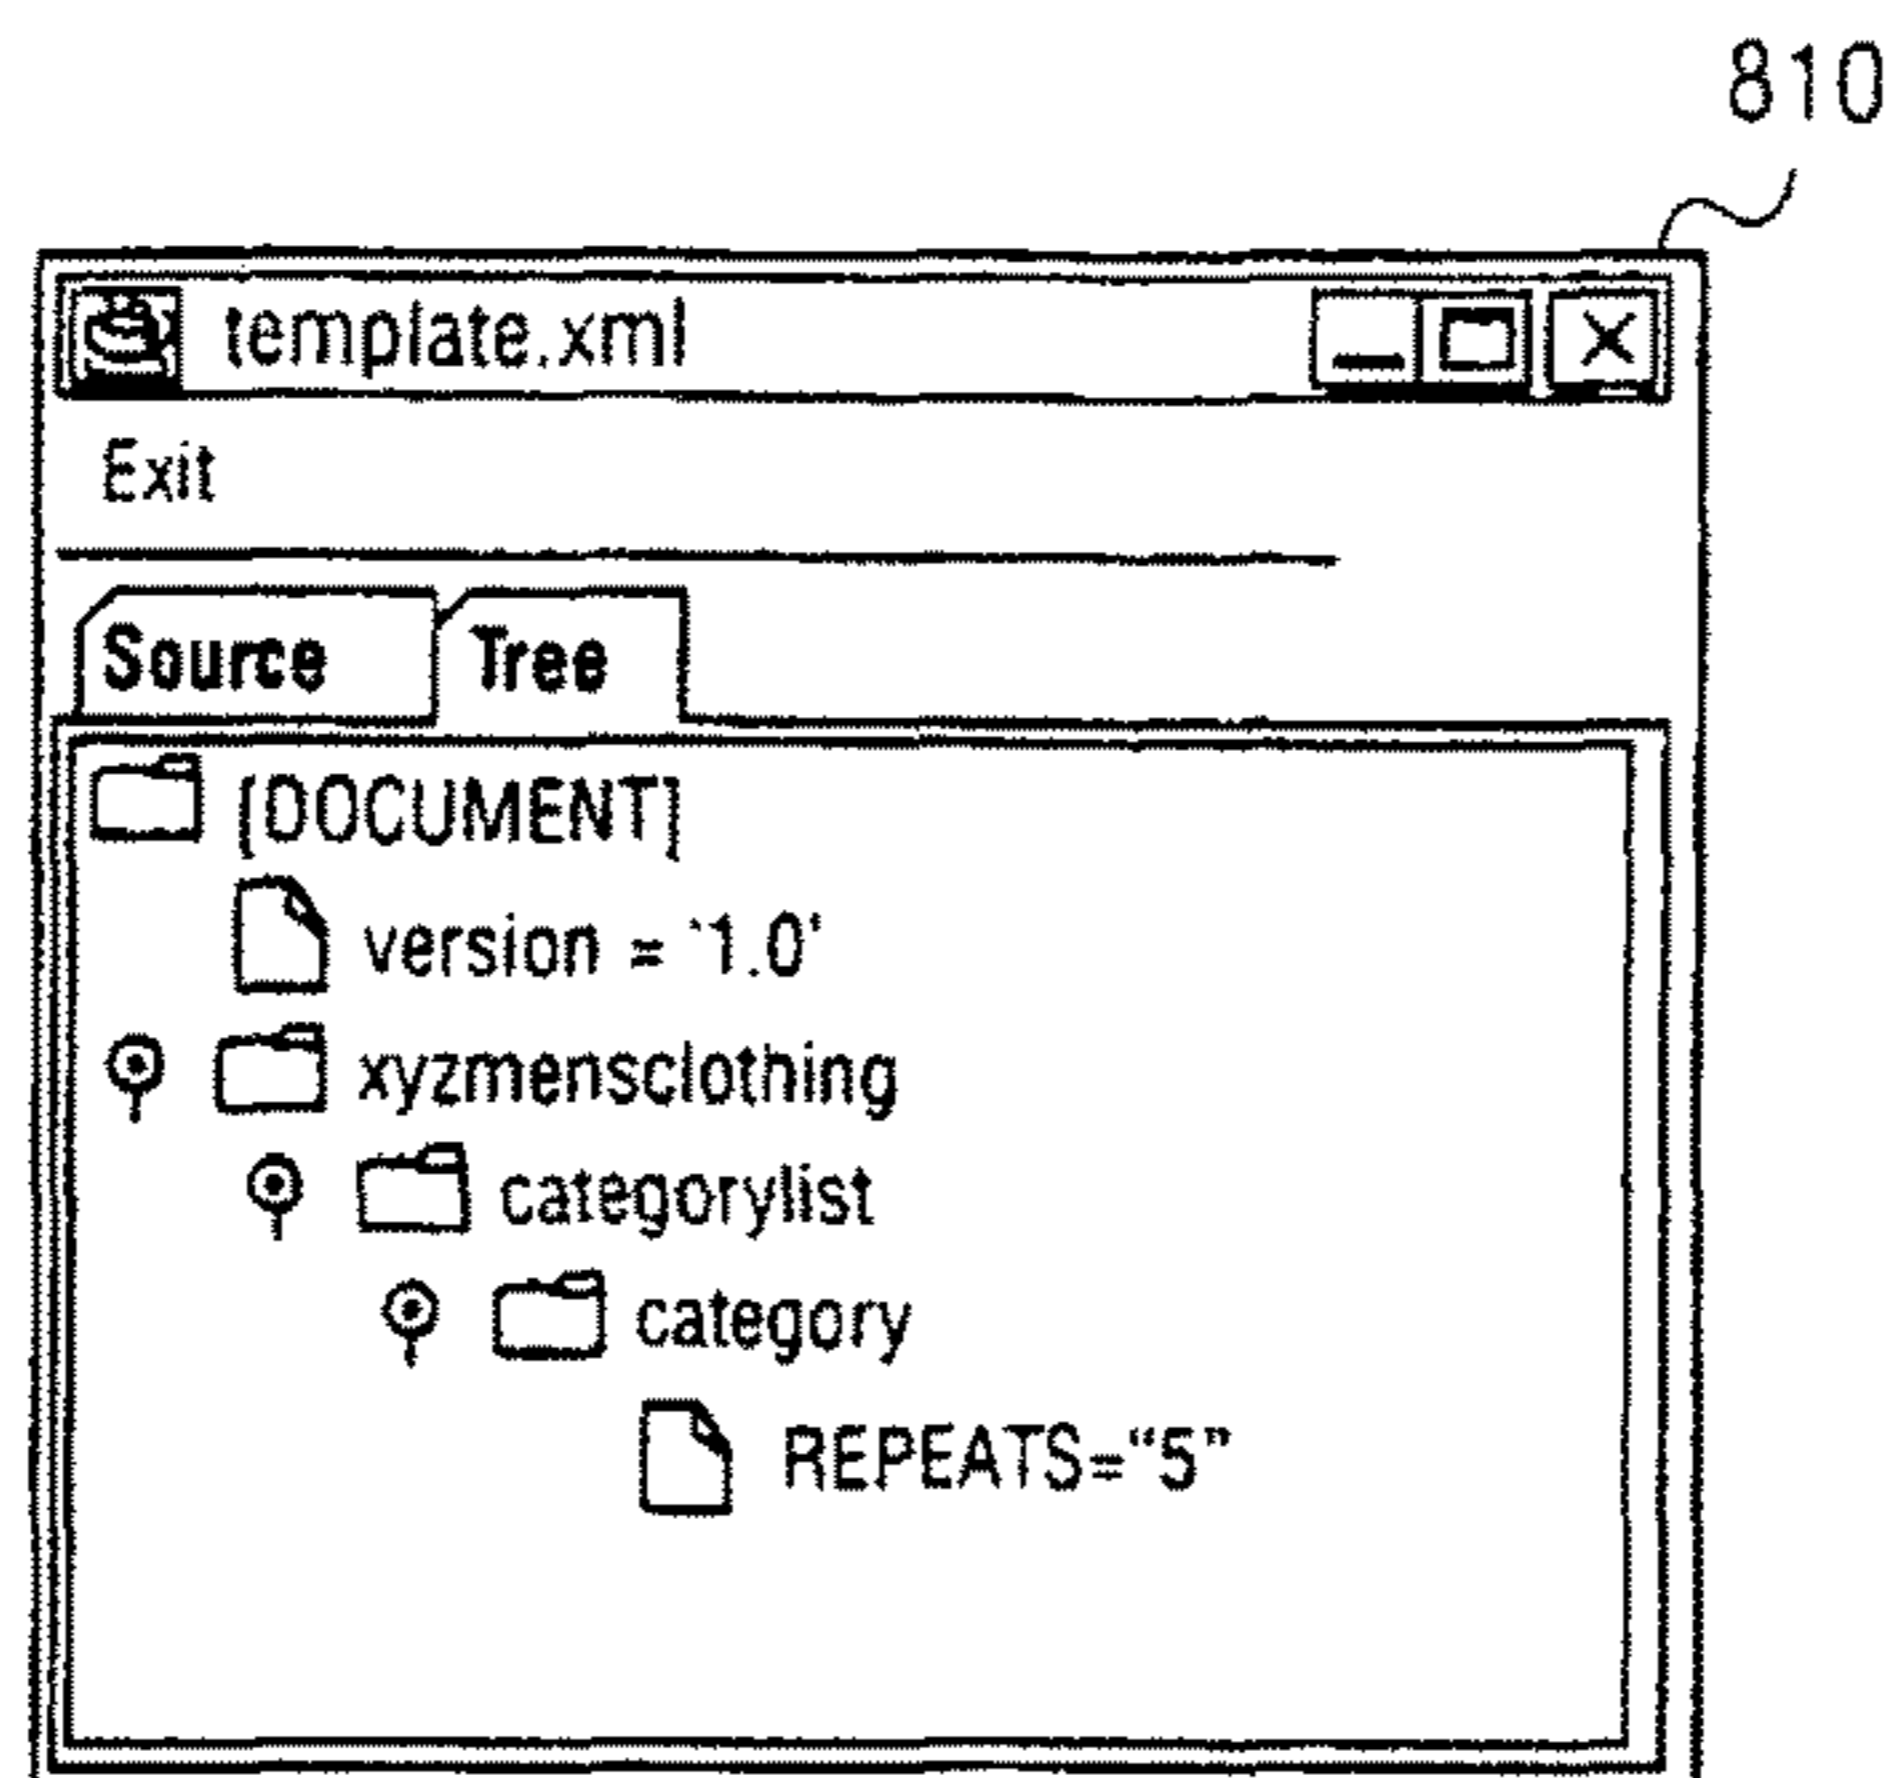 810
template.xml
Exit
Source Tree
[DOCUMENT]
version = '1.0'
xyzmensclothing
categorylist
category
REPEATS=“5”